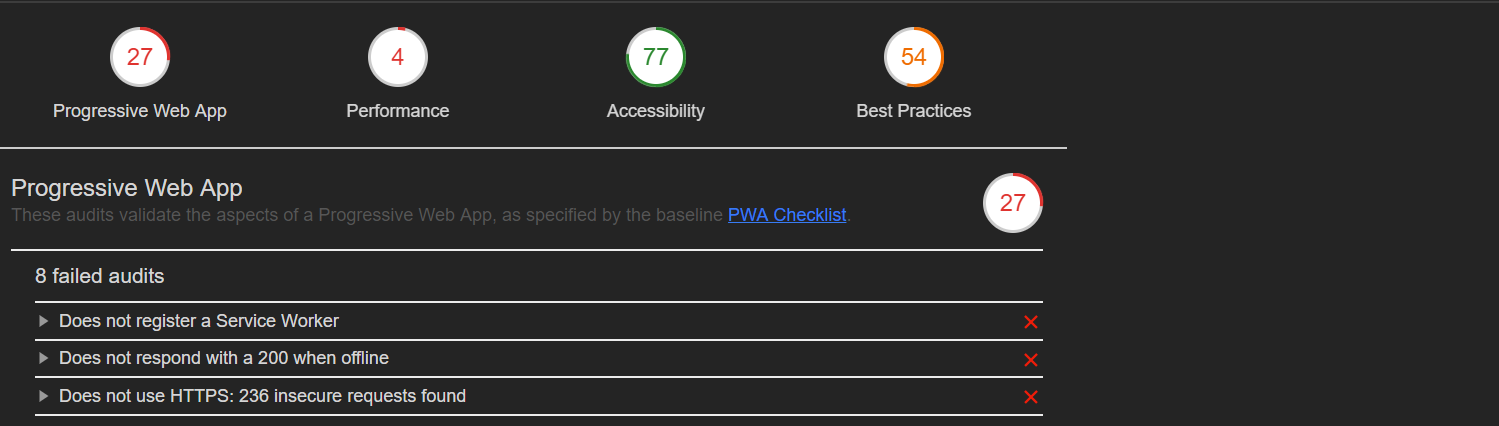 27 4 77 54
Progressive Web App Performance Accessibility Best Practices
Progressive Web App
These audits validate the aspects of a Progressive Web App, as specified by the baseline PWA Checklist.
27
8 failed audits
Does not register a Service Worker
Does not respond with a 200 when offline
Does not use HTTPS: 236 insecure requests found